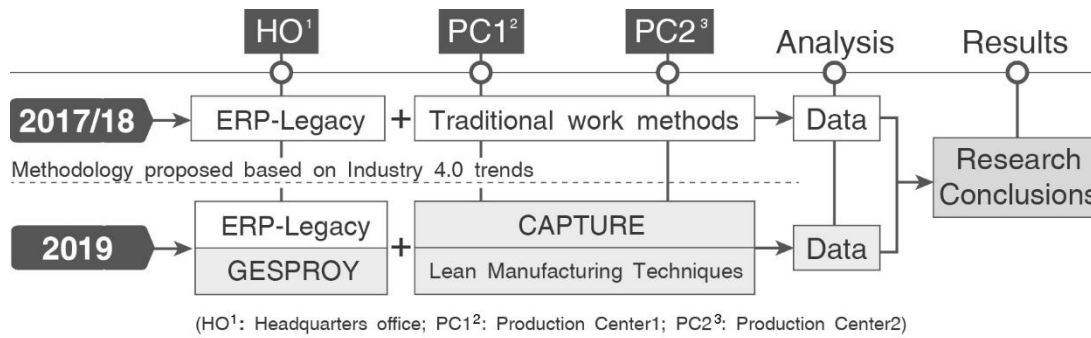 HO¹ PC1² PC2³ Analysis Results
2017/18 ERP-Legacy + Traditional work methods Data
Methodology proposed based on Industry 4.0 trends
Research
Conclusions
2019 ERP-Legacy + CAPTURE Data
GESPROY Lean Manufacturing Techniques
(HO¹: Headquarters office; PC1²: Production Center1; PC2³: Production Center2)